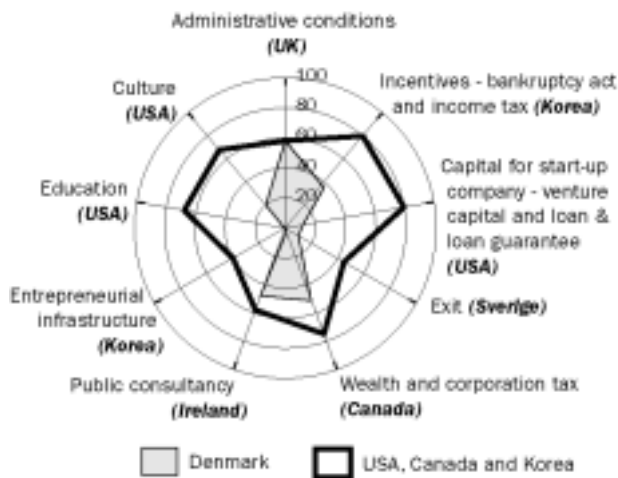 Administrative conditions
(UK)
100
80
60
40
20
Incentives - bankruptcy act
and income tax (Korea)
Culture
(USA)
Capital for start-up
company - venture
capital and loan &
loan guarantee
(USA)
Education
(USA)
Exit (Sverige)
Entrepreneurial
infrastructure
(Korea)
Public consultancy
(Ireland)
Wealth and corporation tax
(Canada)
Denmark
USA, Canada and Korea